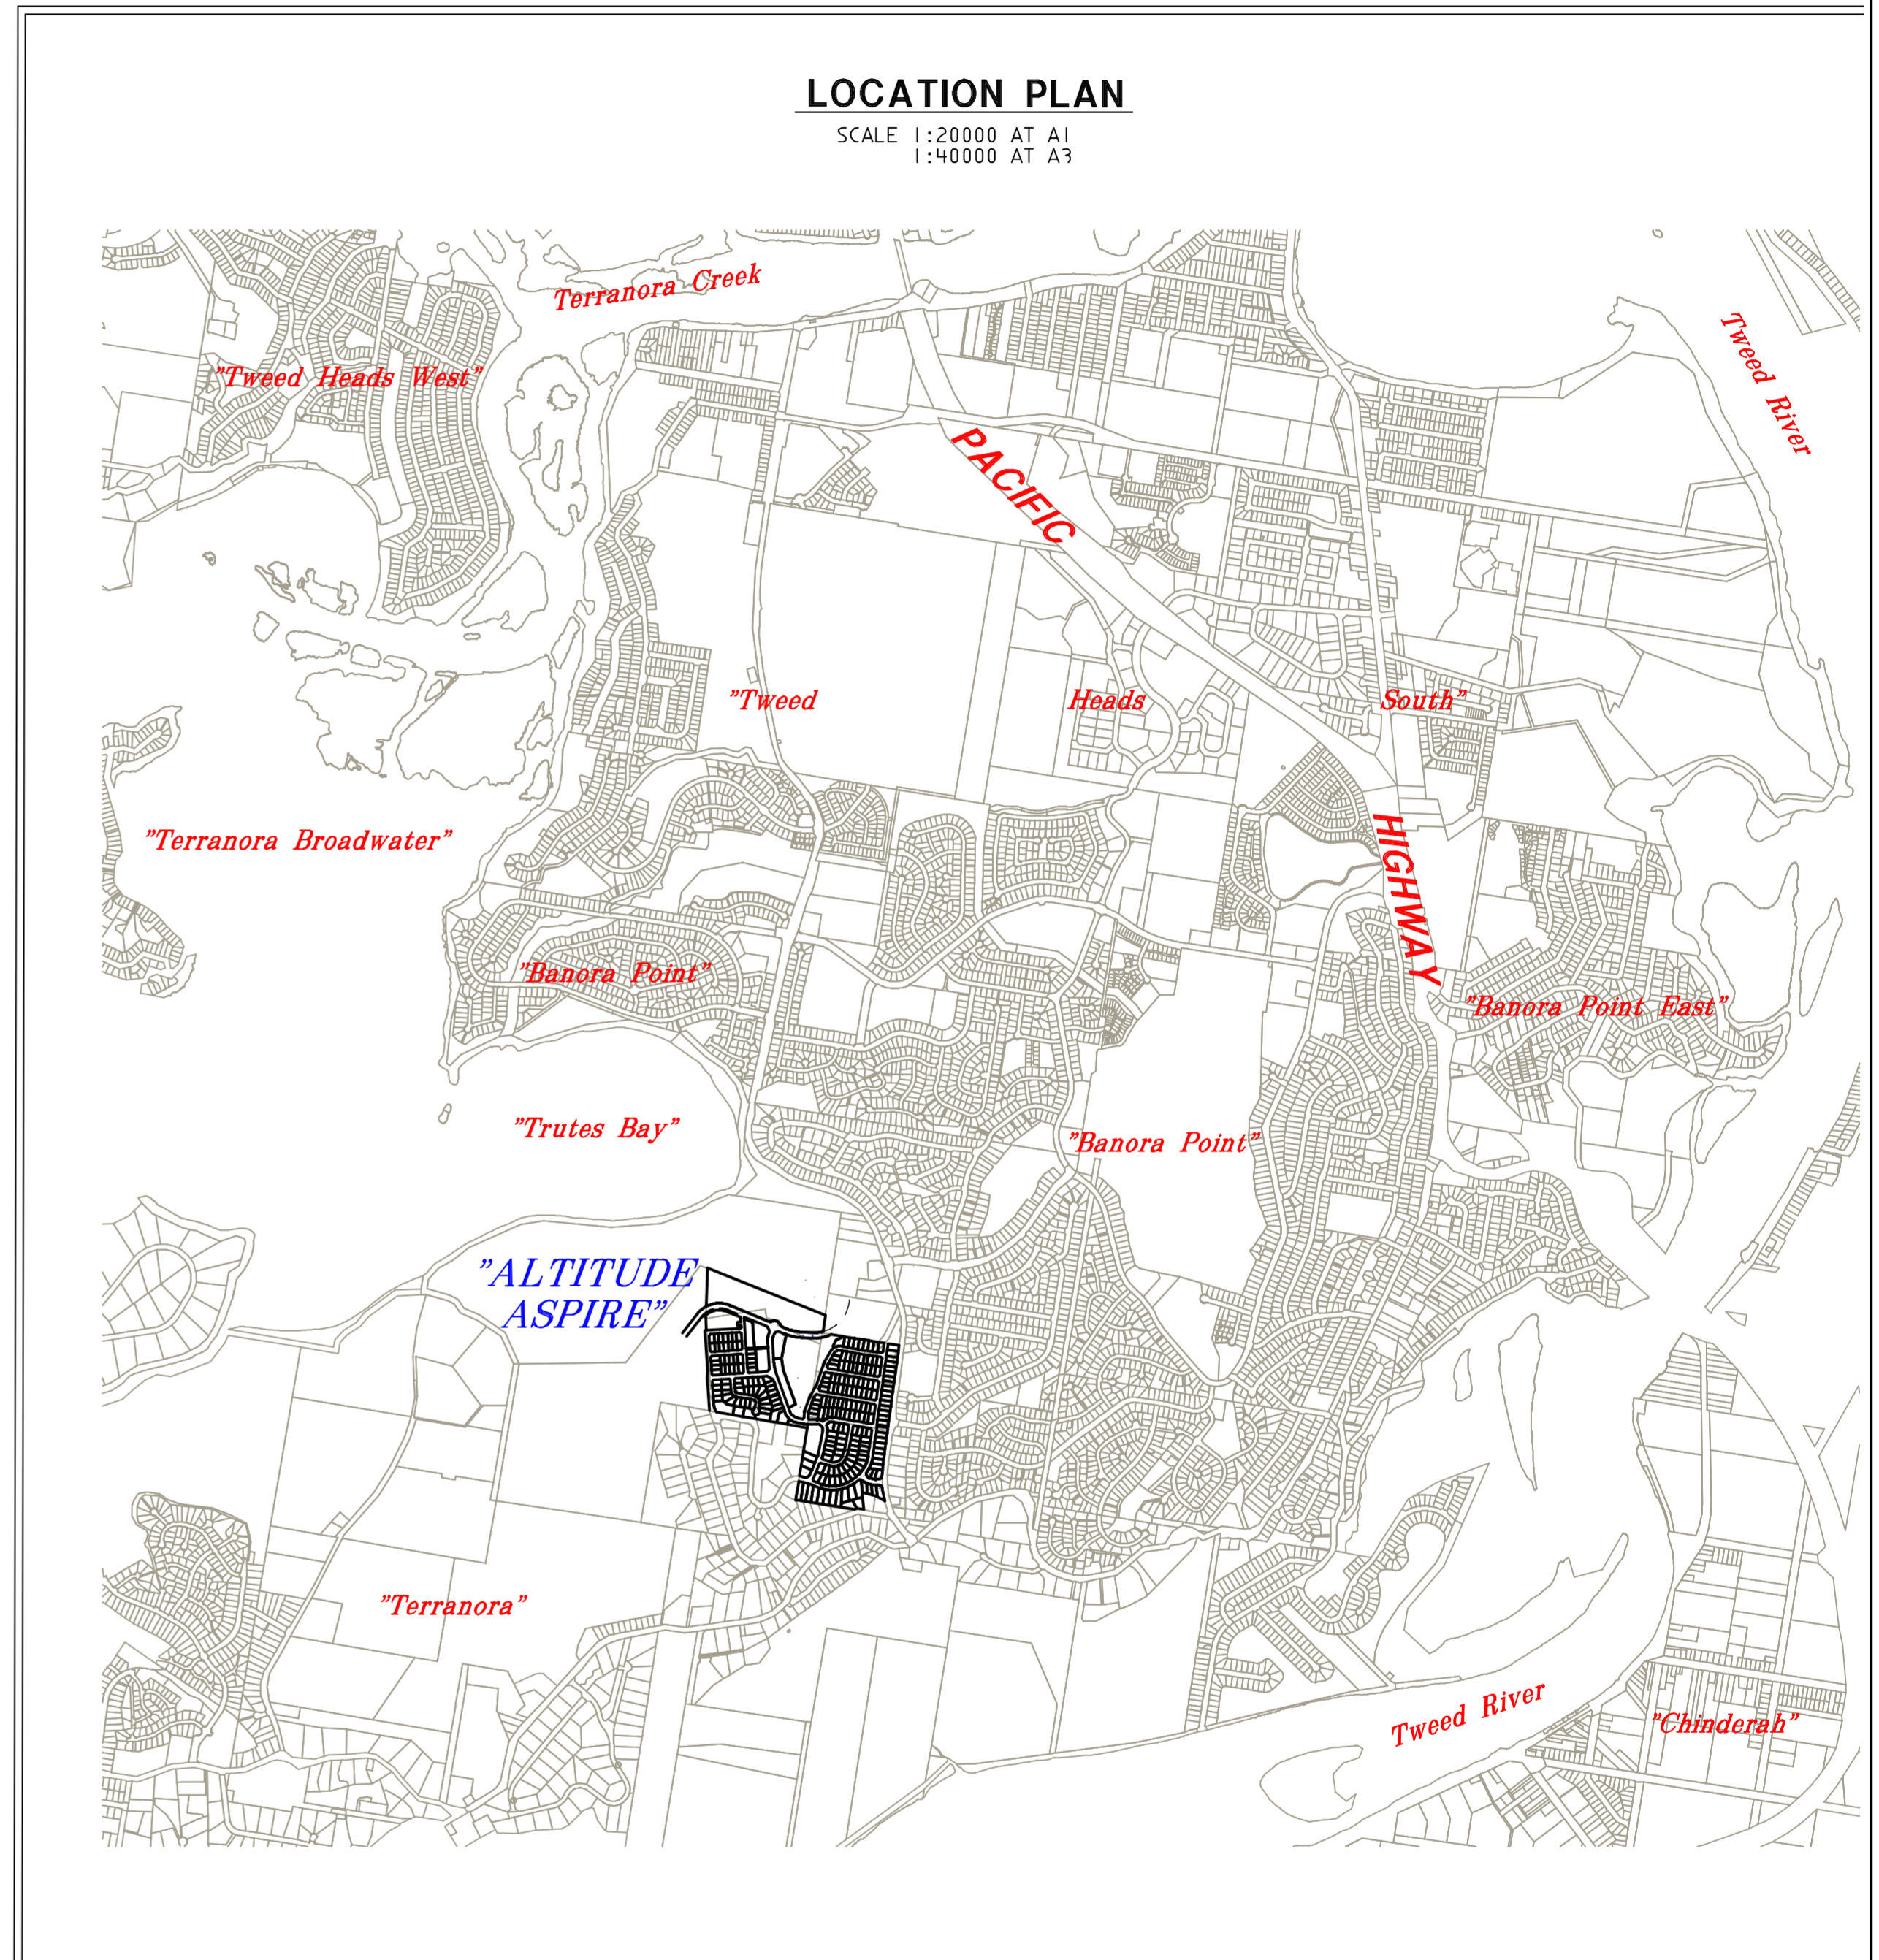 LOCATION PLAN
SCALE 1:20000 AT A1
1:40000 AT A3
Terranora Creek
Tweed River
"Tweed Heads West"
PACIFIC
"Tweed Heads South"
"Terranora Broadwater"
HIGHWAY
"Banora Point"
"Banora Point East"
"Trutes Bay"
"Banora Point"
"ALTITUDE
ASPIRE"
"Terranora"
Tweed River
"Chinderah"